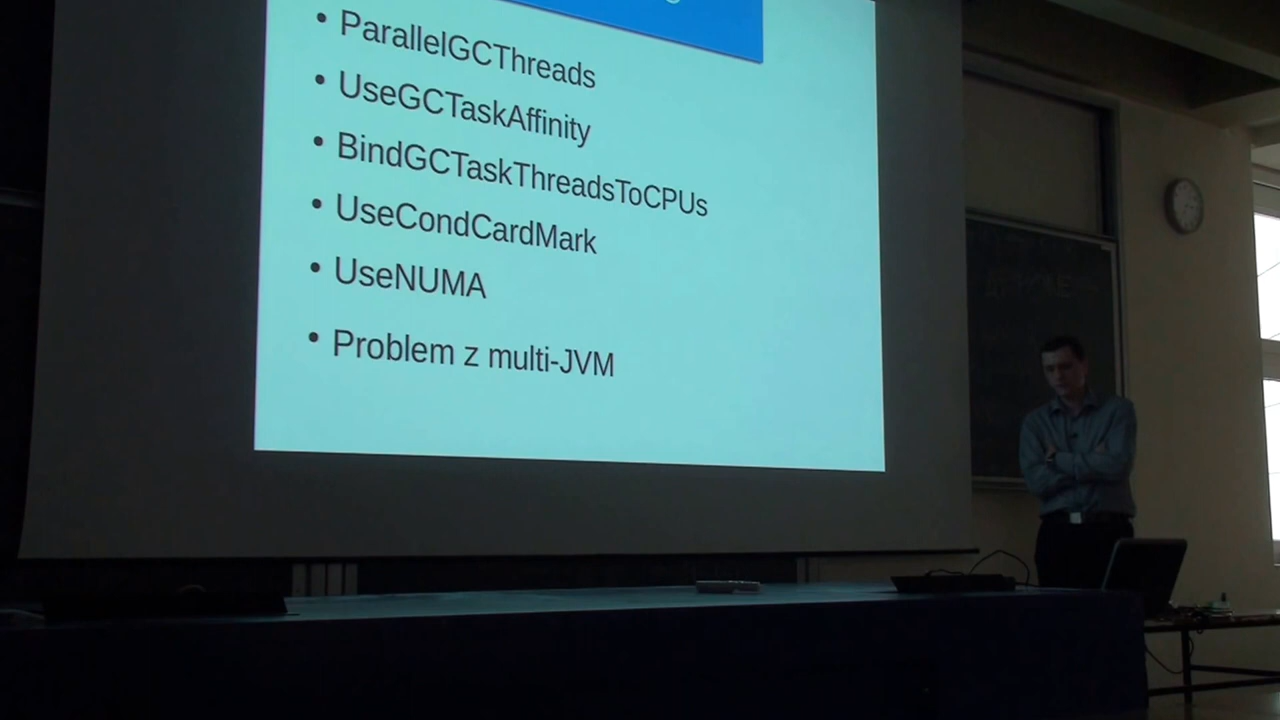 • ParallelGCThreads
• UseGCTaskAffinity
• BindGCTaskThreadsToCPUs
• UseCondCardMark
• UseNUMA
• Problem z multi-JVM